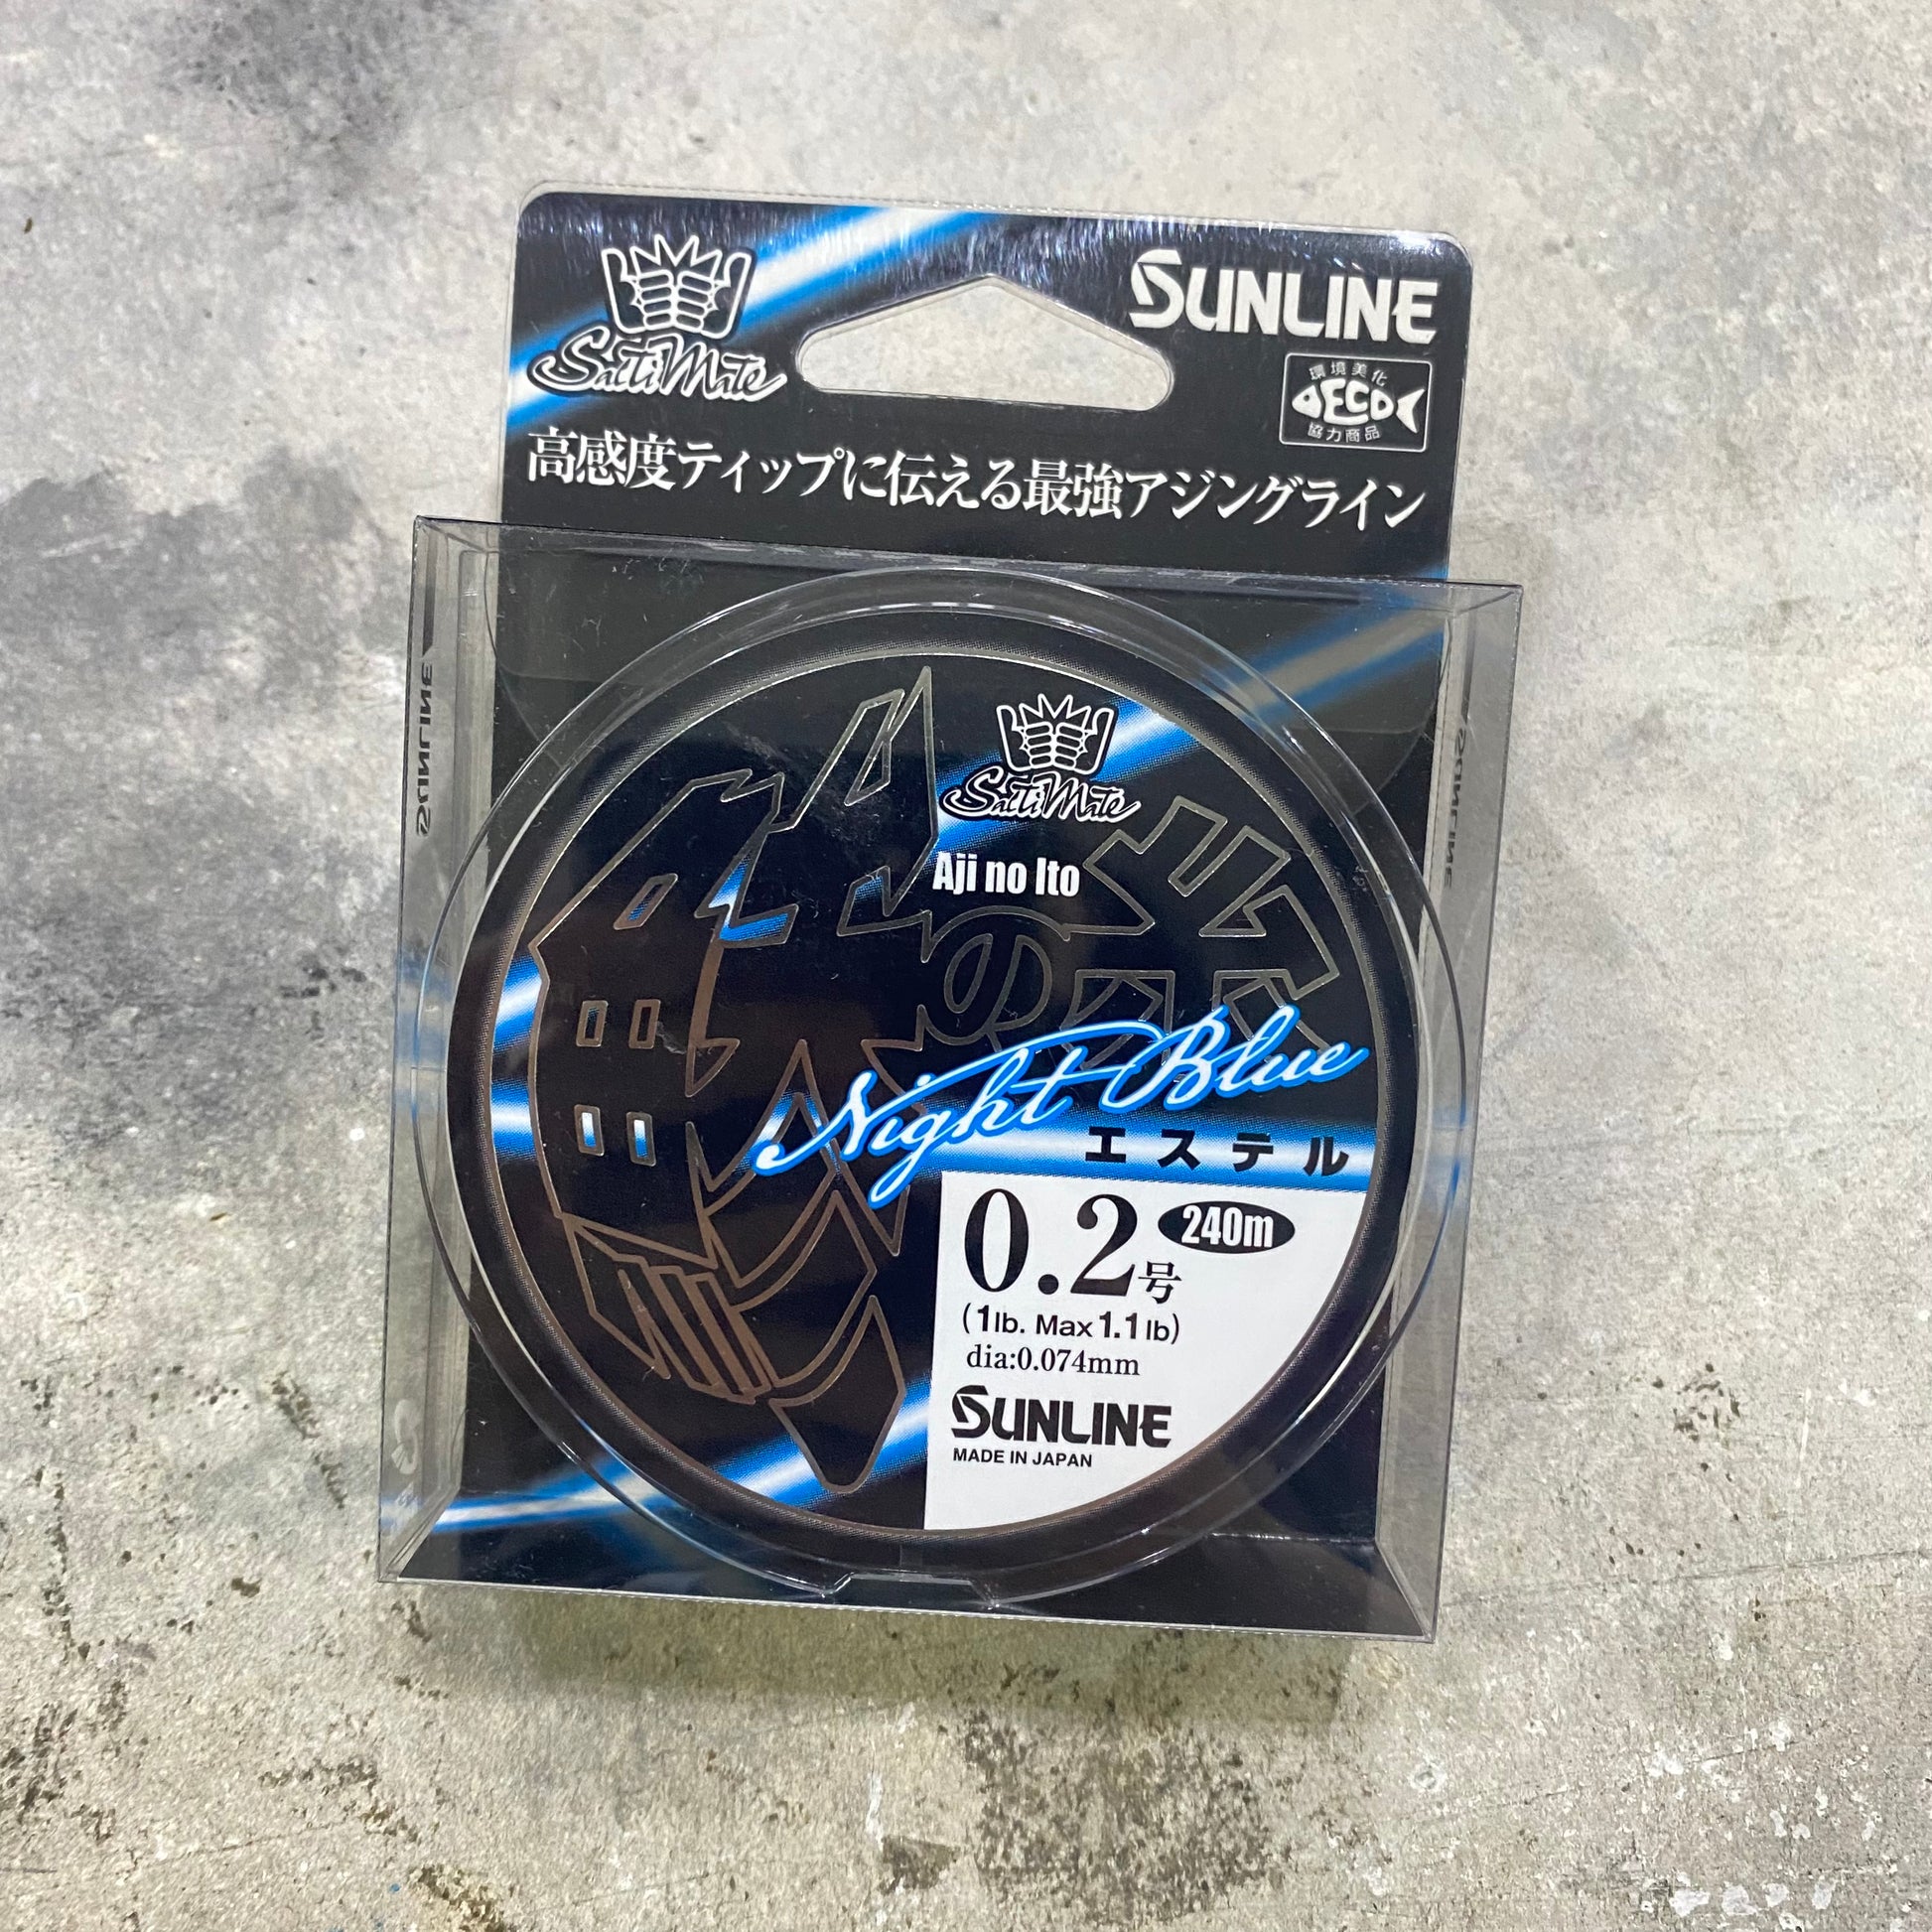 SUNLINE
SaltiMate
環境美化
ECO
協力商品
高感度ティップに伝える最強アジングライン
SUNLINE
SUNLINE
SaltiMate
Aji no Ito
鯵の糸
Night Blue
エステル
0.2号 240m
(1lb. Max 1.1lb)
dia:0.074mm
SUNLINE
MADE IN JAPAN